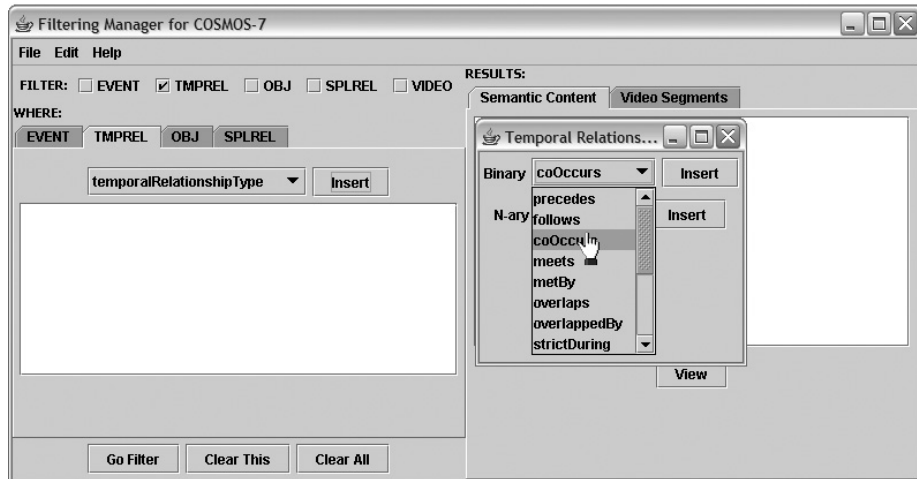 Filtering Manager for COSMOS-7
File Edit Help
FILTER: EVENT TMPREL OBJ SPLREL VIDEO
WHERE:
EVENT TMPREL OBJ SPLREL
temporalRelationshipType Insert
Go Filter Clear This Clear All
RESULTS:
Semantic Content Video Segments
Temporal Relations...
Binary coOccurs Insert
N-ary Insert
precedes
follows
coOccurs
meets
metBy
overlaps
overlappedBy
strictDuring
View